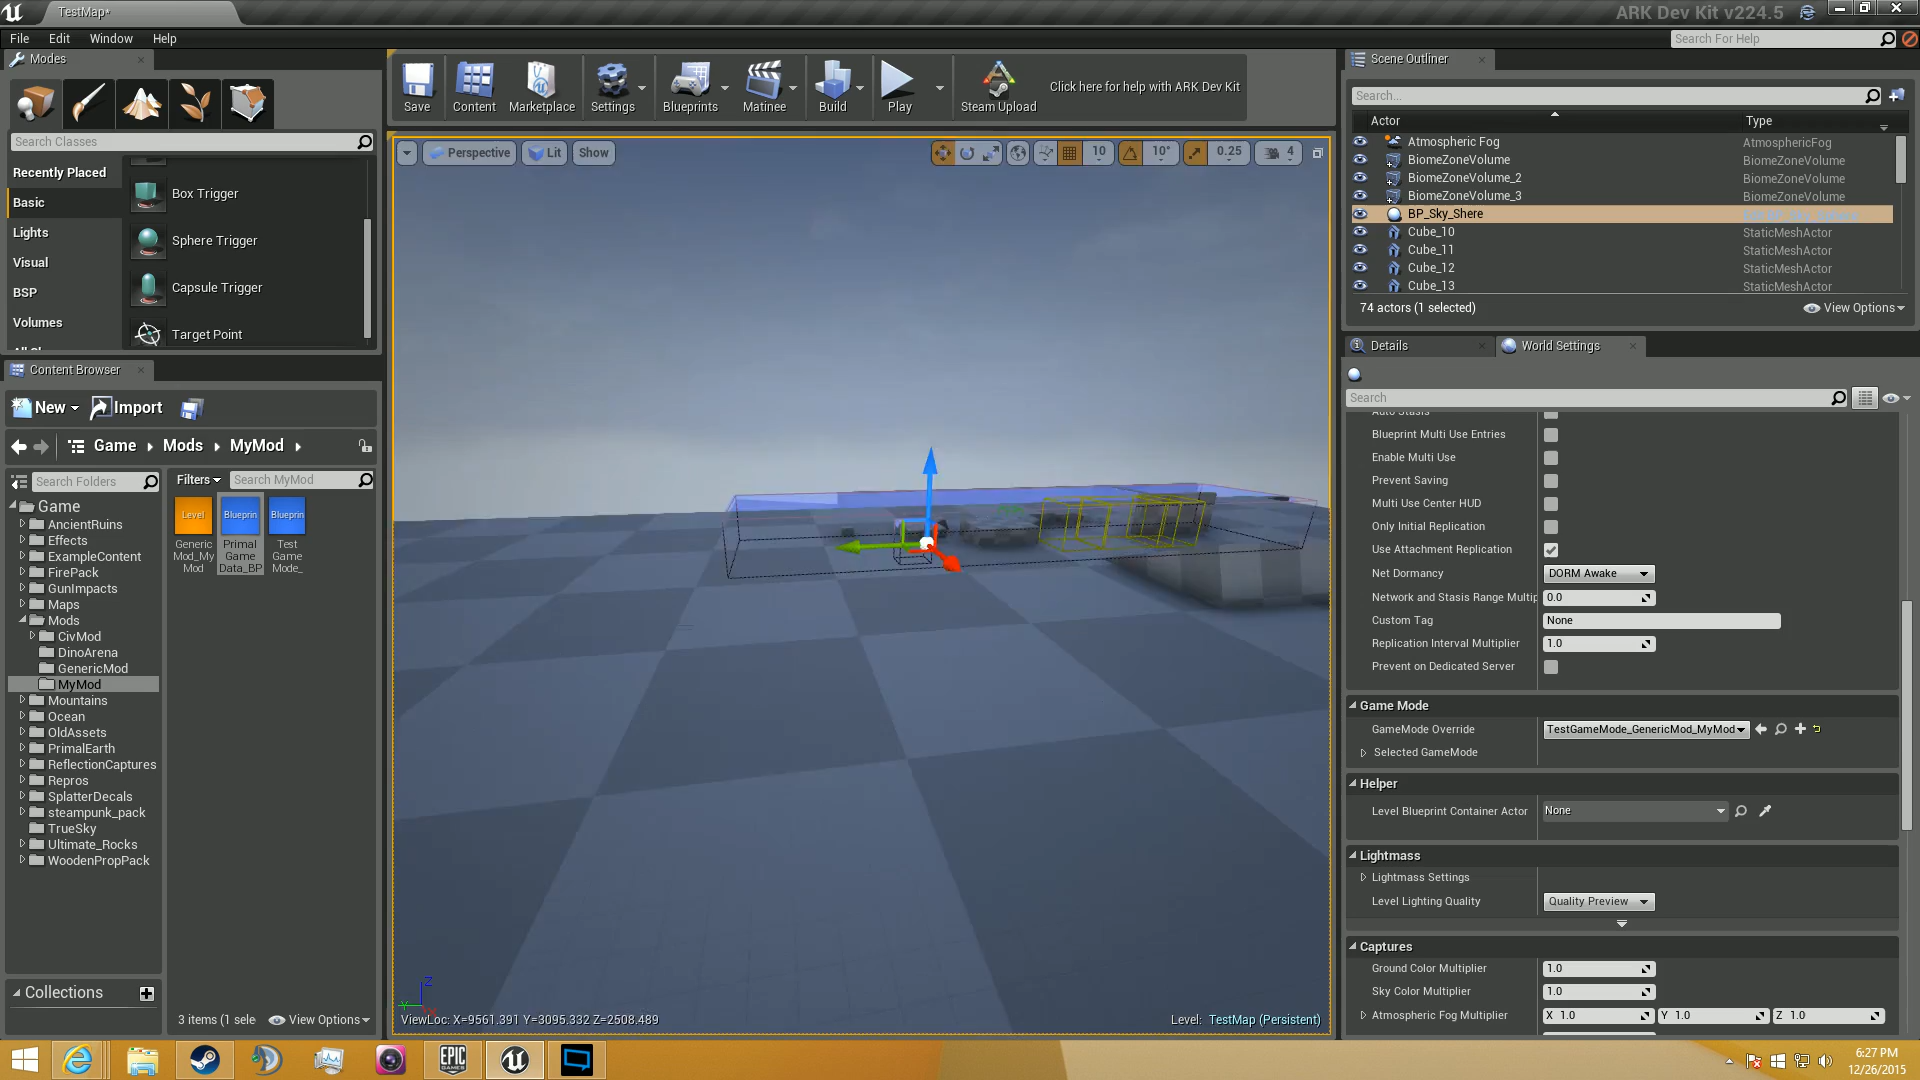 TestMap*
ARK Dev Kit v224.5
File Edit Window Help
Search For Help
Modes
Search Classes
Recently Placed
Basic
Lights
Visual
BSP
Volumes
Box Trigger
Sphere Trigger
Capsule Trigger
Target Point
Save
Content
Marketplace
Settings
Blueprints
Matinee
Build
Play
Steam Upload
Click here for help with ARK Dev Kit
Perspective
Lit
Show
10
10°
0.25
4
ViewLoc: X=9561.391 Y=3095.332 Z=2508.489
Level: TestMap (Persistent)
Content Browser
New
Import
Game
Mods
MyMod
Search Folders
Filters
Search MyMod
Game
AncientRuins
Effects
ExampleContent
FirePack
GunImpacts
Maps
Mods
CivMod
DinoArena
GenericMod
MyMod
Mountains
Ocean
OldAssets
PrimalEarth
ReflectionCaptures
Repros
SplatterDecals
steampunk_pack
TrueSky
Ultimate_Rocks
WoodenPropPack
Level
Generic
Mod_My
Mod
Blueprin
Primal
Game
Data_BP
Blueprin
Test
Game
Mode_
Collections
3 items (1 sele
View Options
Scene Outliner
Search...
Actor Type
Atmospheric Fog AtmosphericFog
BiomeZoneVolume BiomeZoneVolume
BiomeZoneVolume_2 BiomeZoneVolume
BiomeZoneVolume_3 BiomeZoneVolume
BP_Sky_Shere
Cube_10 StaticMeshActor
Cube_11 StaticMeshActor
Cube_12 StaticMeshActor
Cube_13 StaticMeshActor
74 actors (1 selected)
View Options
Details
World Settings
Search
Auto Stasis
Blueprint Multi Use Entries
Enable Multi Use
Prevent Saving
Multi Use Center HUD
Only Initial Replication
Use Attachment Replication
Net Dormancy DORM Awake
Network and Stasis Range Multip 0.0
Custom Tag None
Replication Interval Multiplier 1.0
Prevent on Dedicated Server
Game Mode
GameMode Override TestGameMode_GenericMod_MyMod
Selected GameMode
Helper
Level Blueprint Container Actor None
Lightmass
Lightmass Settings
Level Lighting Quality Quality Preview
Captures
Ground Color Multiplier 1.0
Sky Color Multiplier 1.0
Atmospheric Fog Multiplier X 1.0 Y 1.0 Z 1.0
EPIC
GAMES
6:27 PM
12/26/2015